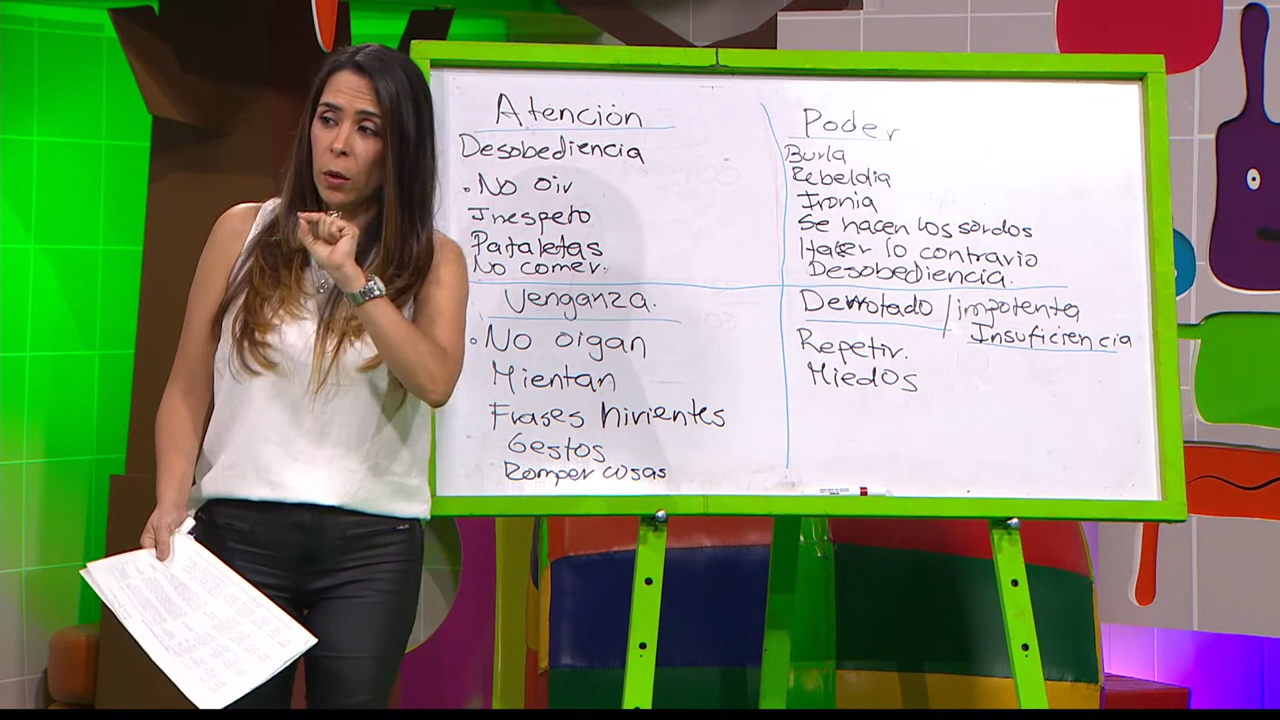 Atención
Desobediencia
. No oir
Irespeto
Pataletas
No comer.
Poder
Burla
Rebeldia
Ironia
Se hacen los sordos
Hacer lo contrario
Desobediencia.
Venganza.
. No oigan
Mientan
Frases hirientes
Gestos
Romper cosas
Derrotado / impotente
Insuficiencia
Repetir.
Miedos